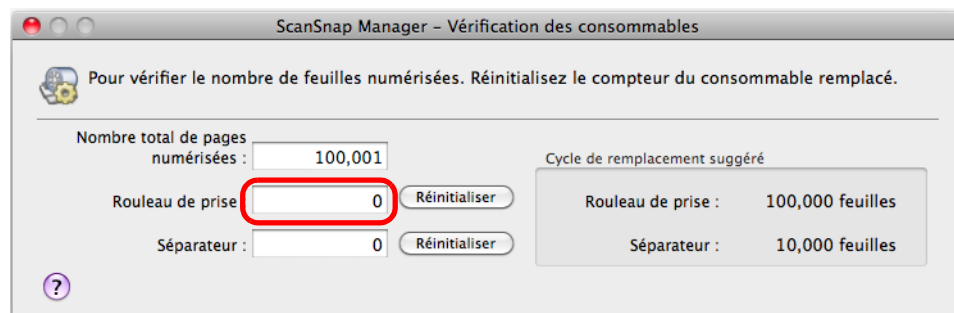 ScanSnap Manager – Vérification des consommables
Pour vérifier le nombre de feuilles numérisées. Réinitialisez le compteur du consommable remplacé.
Nombre total de pages
numérisées : 100,001
Cycle de remplacement suggéré
Rouleau de prise 0 Réinitialiser
Rouleau de prise : 100,000 feuilles
Séparateur : 0 Réinitialiser
Séparateur : 10,000 feuilles
?